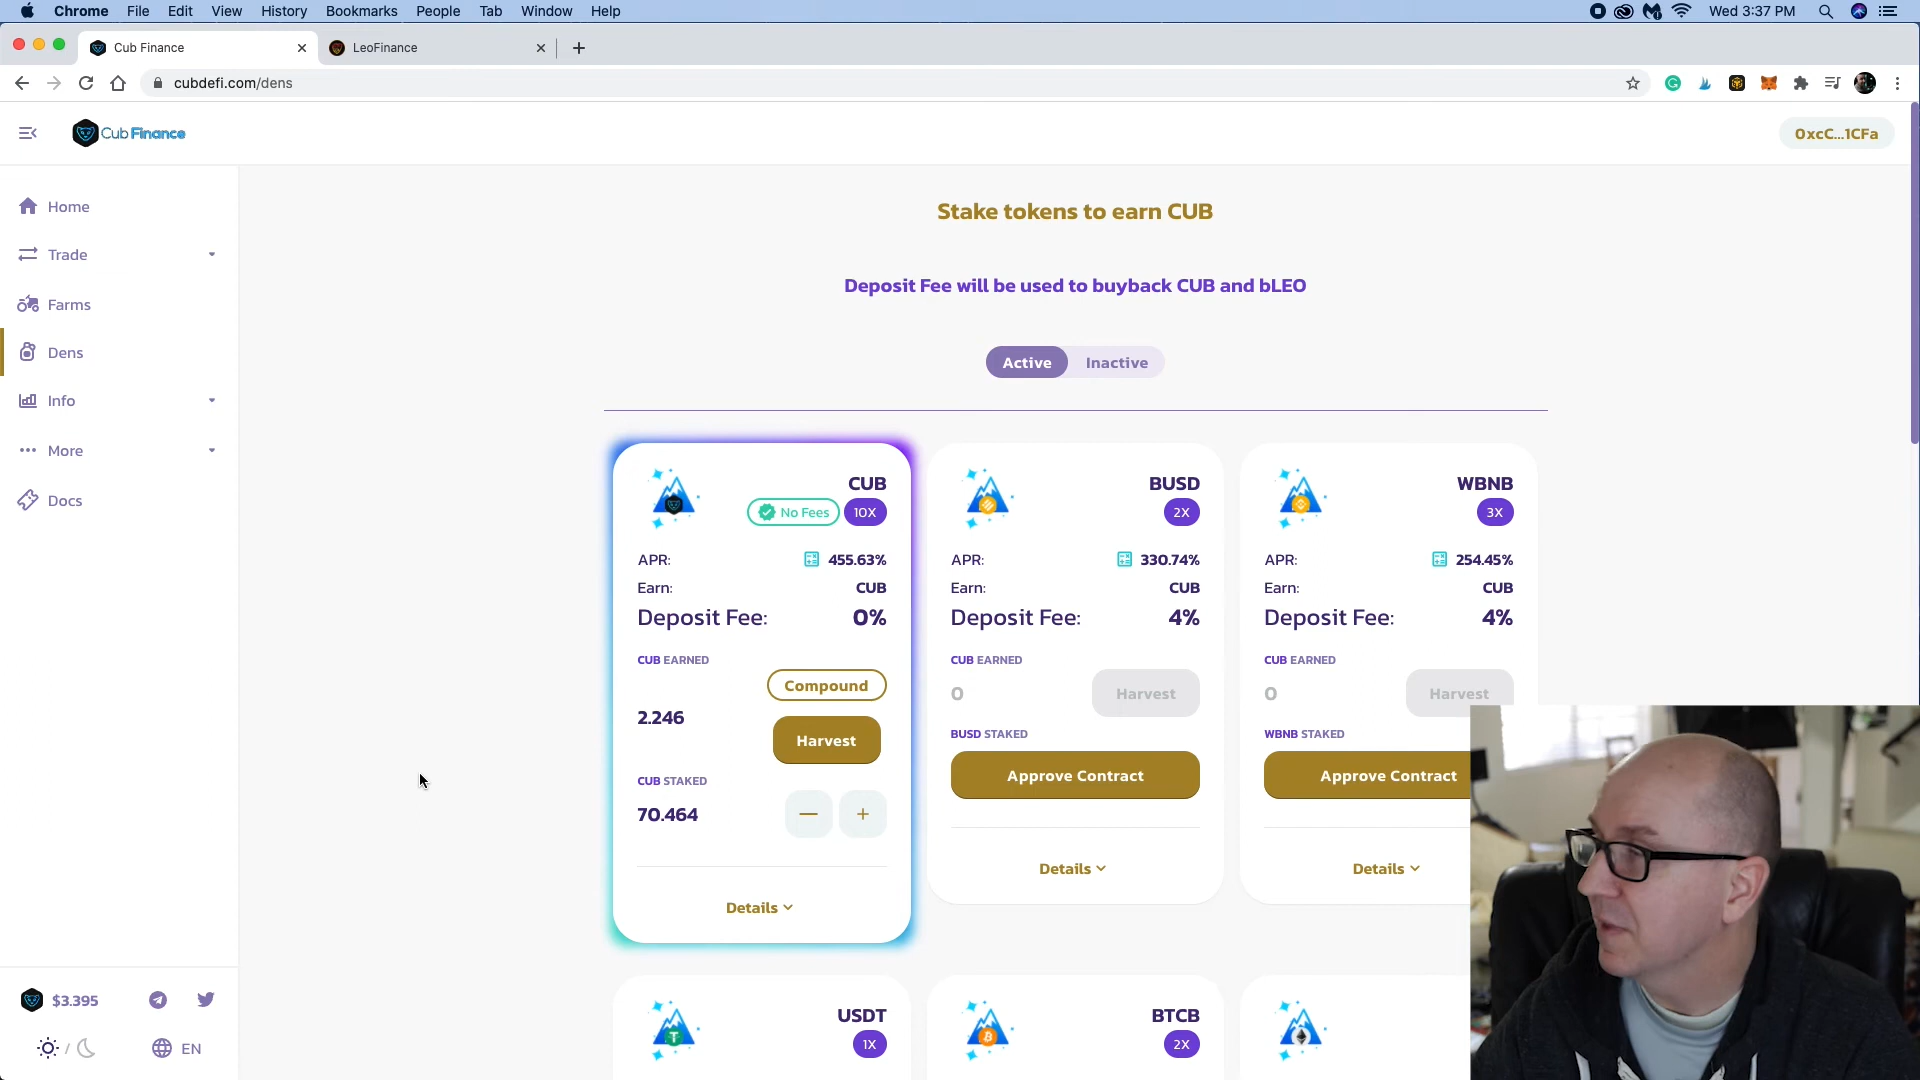 Chrome File Edit View History Bookmarks People Tab Window Help
Wed 3:37 PM
Cub Finance
LeoFinance
cubdefi.com/dens
Cub Finance
0xcC...1CFa
Home
Trade
Farms
Dens
Info
More
Docs
$3.395
EN
Stake tokens to earn CUB
Deposit Fee will be used to buyback CUB and bLEO
Active Inactive
CUB
No Fees 10X
APR: 455.63%
Earn: CUB
Deposit Fee: 0%
CUB EARNED
Compound
2.246
Harvest
CUB STAKED
70.464
Details
BUSD
2X
APR: 330.74%
Earn: CUB
Deposit Fee: 4%
CUB EARNED
0 Harvest
BUSD STAKED
Approve Contract
Details
WBNB
3X
APR: 254.45%
Earn: CUB
Deposit Fee: 4%
CUB EARNED
0 Harvest
WBNB STAKED
Approve Contract
Details
USDT
1X
BTCB
2X